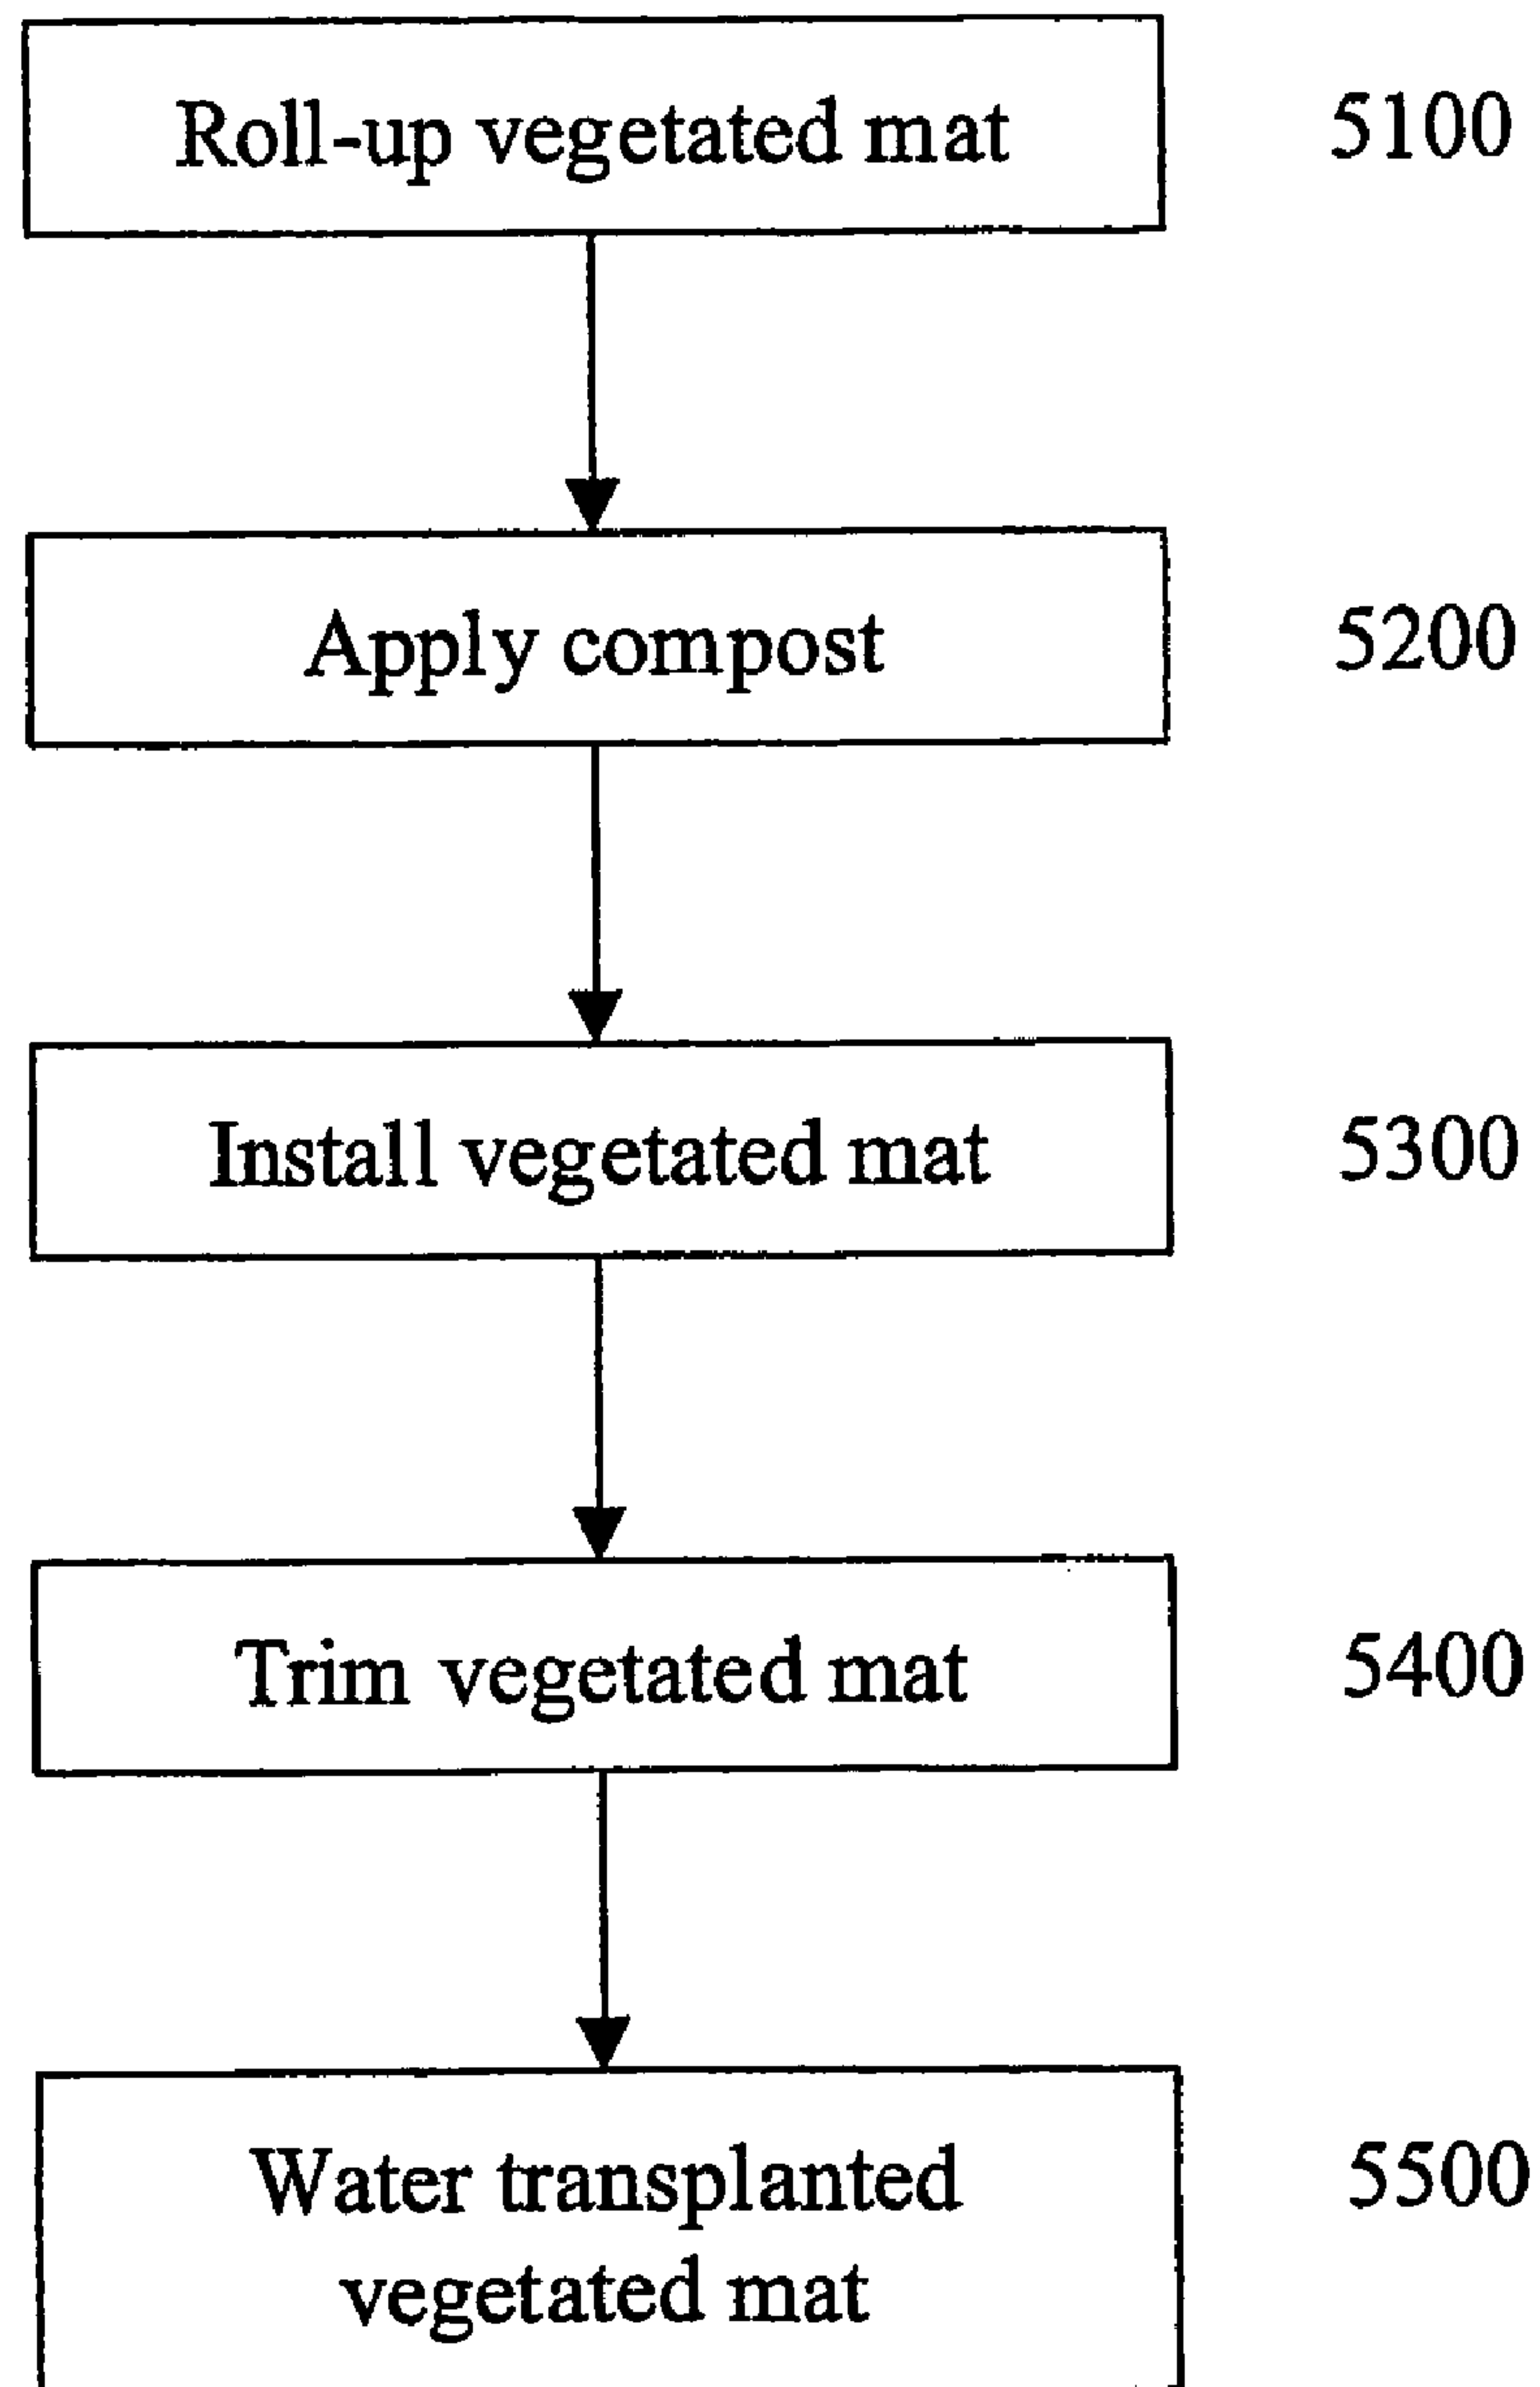 Roll-up vegetated mat 5100
Apply compost 5200
Install vegetated mat 5300
Trim vegetated mat 5400
Water transplanted 5500
vegetated mat